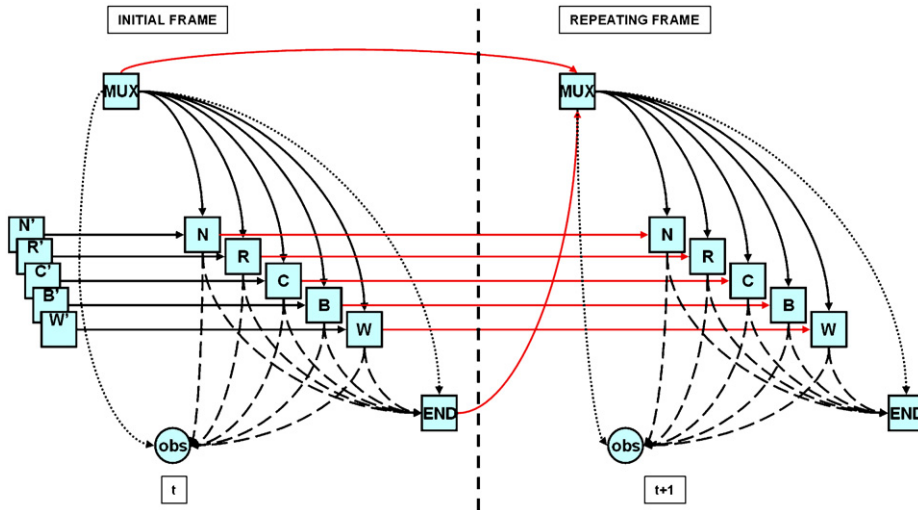 INITIAL FRAME
REPEATING FRAME
MUX
MUX
N'
R'
C'
B'
W'
N
R
C
B
W
N
R
C
B
W
END
END
obs
obs
t
t+1